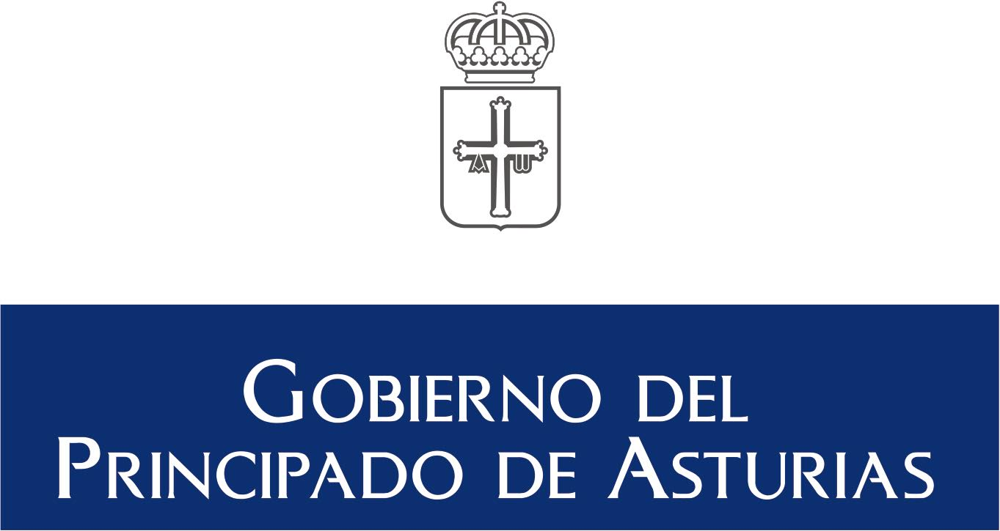 Α ω
GOBIERNO DEL
PRINCIPADO DE ASTURIAS